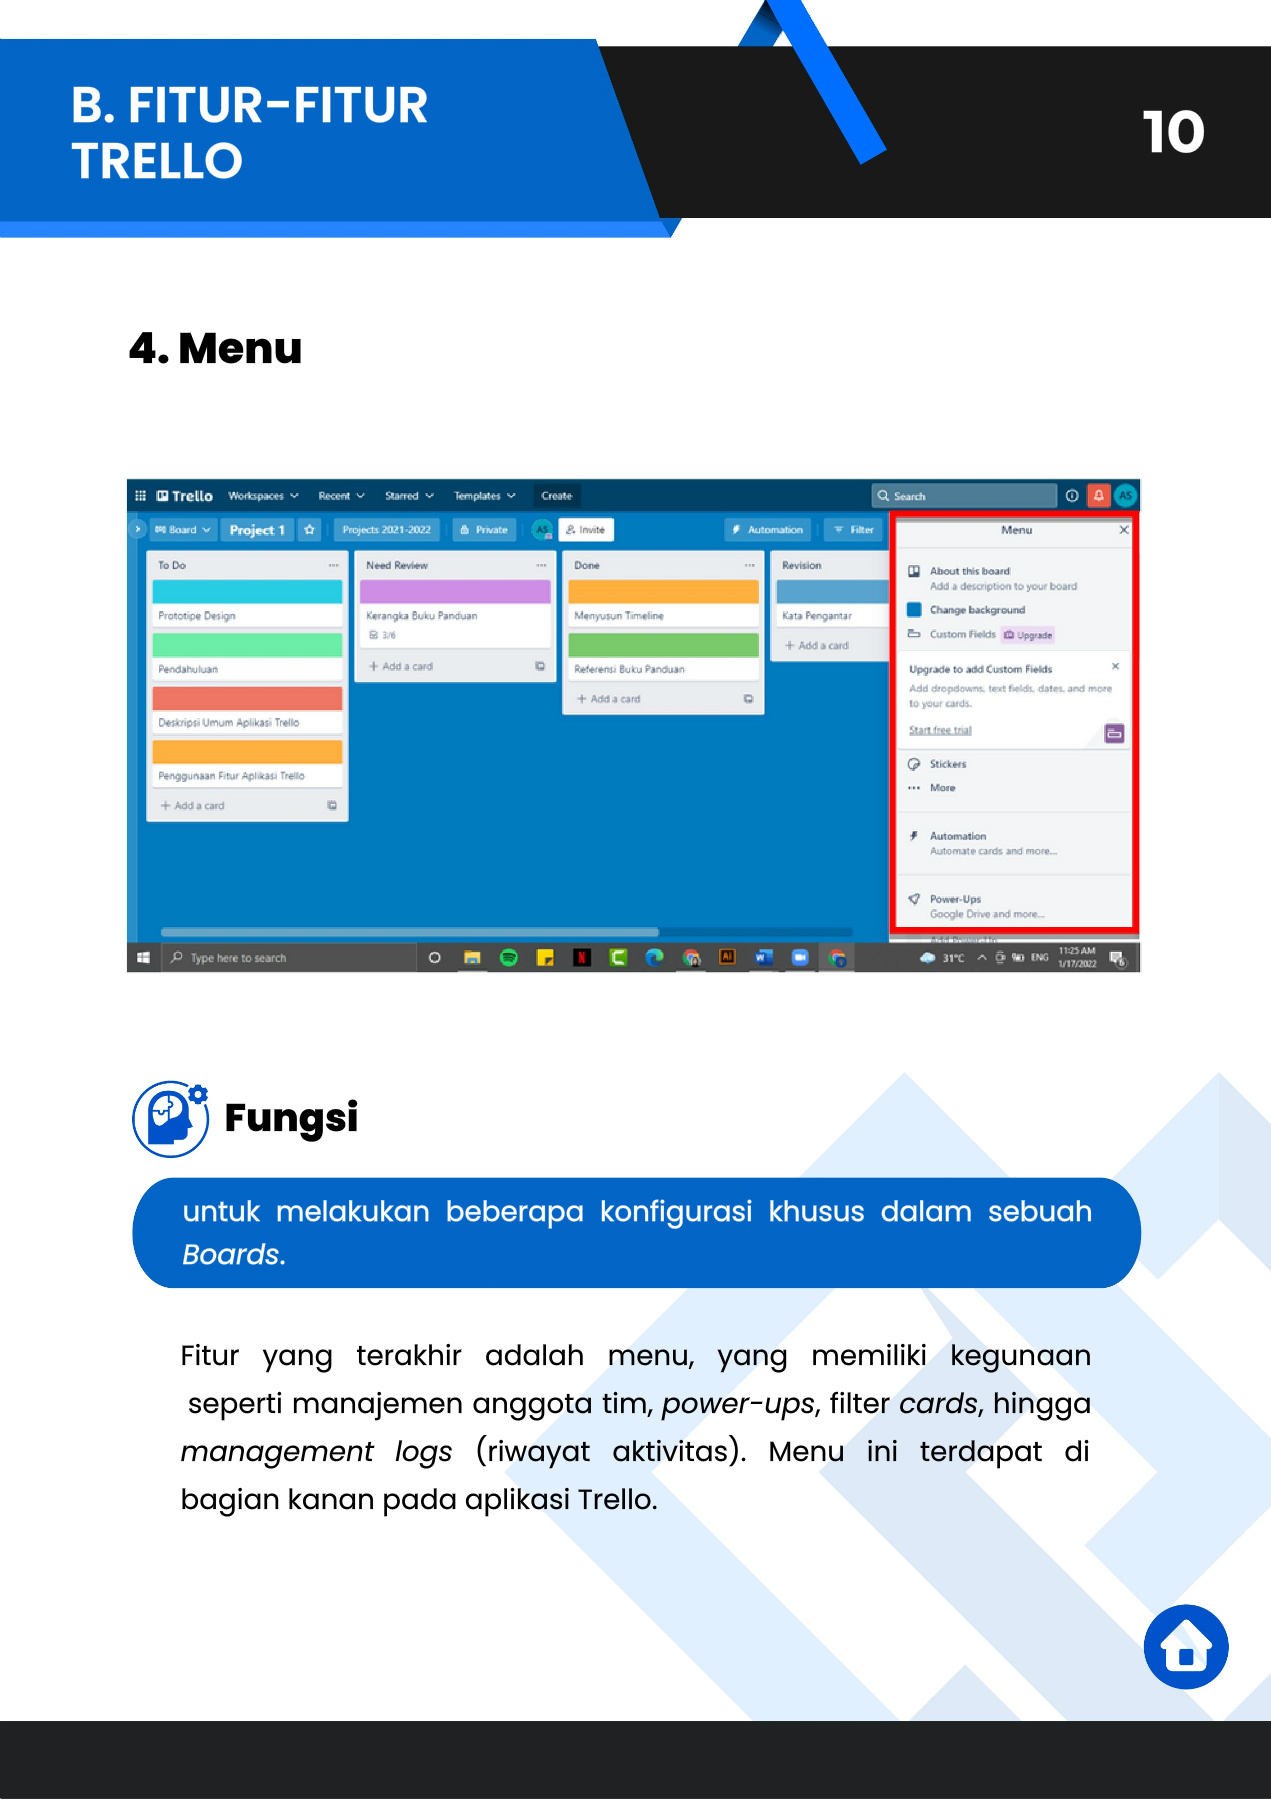 B. FITUR-FITUR
TRELLO
10
4. Menu
Trello Workspaces Recent Starred Templates Create Search AS
Board Project 1 Projects 2021-2022 Private AS Invite Automation Filter
Menu
To Do
Prototipe Design
Pendahuluan
Deskripsi Umum Aplikasi Trello
Penggunaan Fitur Aplikasi Trello
+ Add a card
Need Review
Kerangka Buku Panduan
3/6
+ Add a card
Done
Menyusun Timeline
Referensi Buku Panduan
+ Add a card
Revision
Kata Pengantar
+ Add a card
About this board
Add a description to your board
Change background
Custom Fields Upgrade
Upgrade to add Custom Fields
Add dropdowns, text fields, dates, and more
to your cards.
Start free trial
Stickers
More
Automation
Automate cards and more...
Power-Ups
Google Drive and more...
Type here to search
31°C ENG
11:25 AM
1/17/2022
Fungsi
untuk melakukan beberapa konfigurasi khusus dalam sebuah
Boards.
Fitur yang terakhir adalah menu, yang memiliki kegunaan
seperti manajemen anggota tim, power-ups, filter cards, hingga
management logs (riwayat aktivitas). Menu ini terdapat di
bagian kanan pada aplikasi Trello.